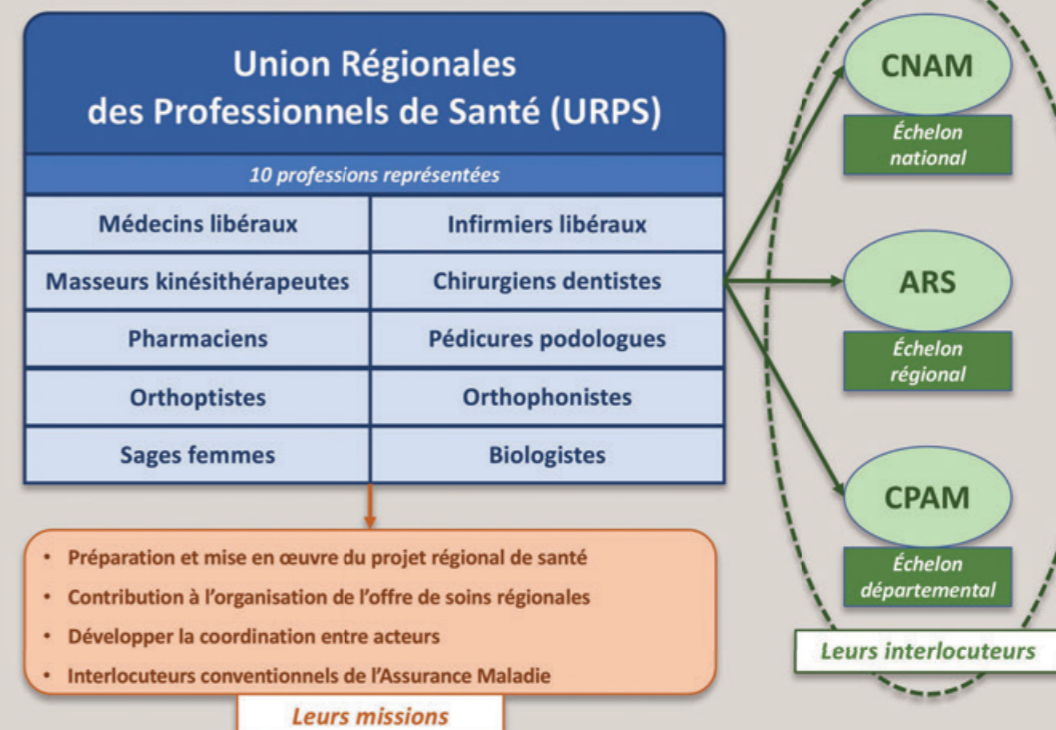 Union Régionales
des Professionnels de Santé (URPS)
10 professions représentées
Médecins libéraux
Infirmiers libéraux
Masseurs kinésithérapeutes
Chirurgiens dentistes
Pharmaciens
Pédicures podologues
Orthoptistes
Orthophonistes
Sages femmes
Biologistes
• Préparation et mise en œuvre du projet régional de santé
• Contribution à l'organisation de l'offre de soins régionales
• Développer la coordination entre acteurs
• Interlocuteurs conventionnels de l'Assurance Maladie
Leurs missions
CNAM
Échelon
national
ARS
Échelon
régional
CPAM
Échelon
départemental
Leurs interlocuteurs